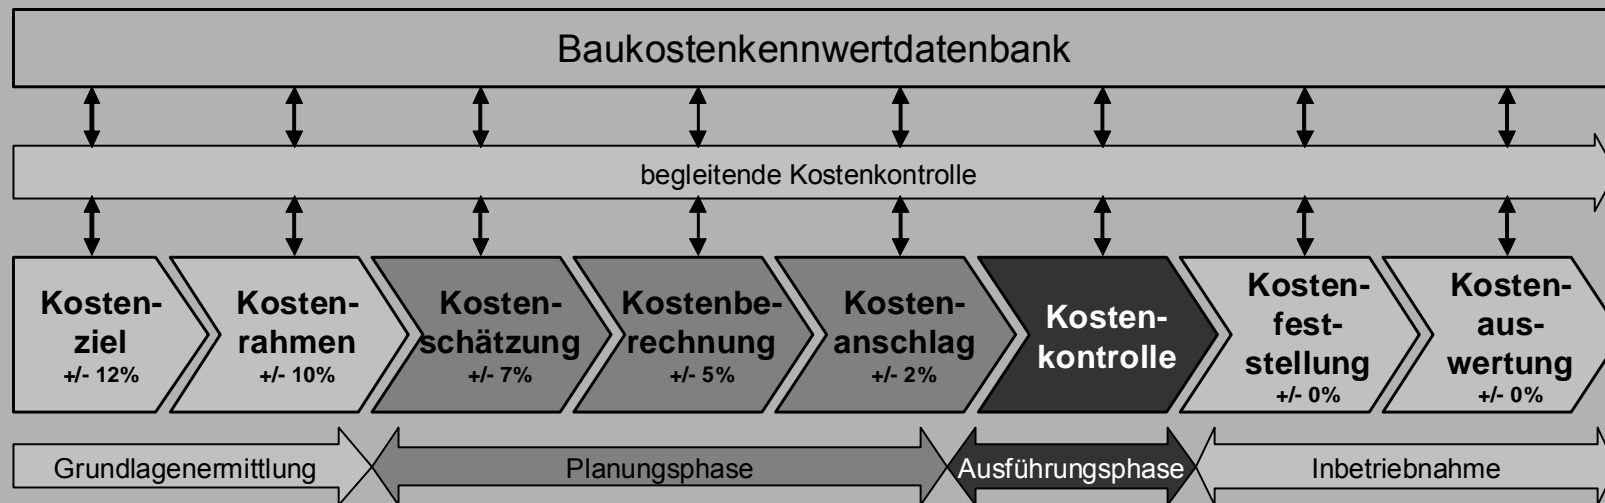 Baukostenkennwertdatenbank
begleitende Kostenkontrolle
Kosten-
ziel
+/- 12%
Kosten-
rahmen
+/- 10%
Kosten-
schätzung
+/- 7%
Kostenbe-
rechnung
+/- 5%
Kosten-
anschlag
+/- 2%
Kosten-
kontrolle
Kosten-
fest-
stellung
+/- 0%
Kosten-
aus-
wertung
+/- 0%
Grundlagenermittlung
Planungsphase
Ausführungsphase
Inbetriebnahme